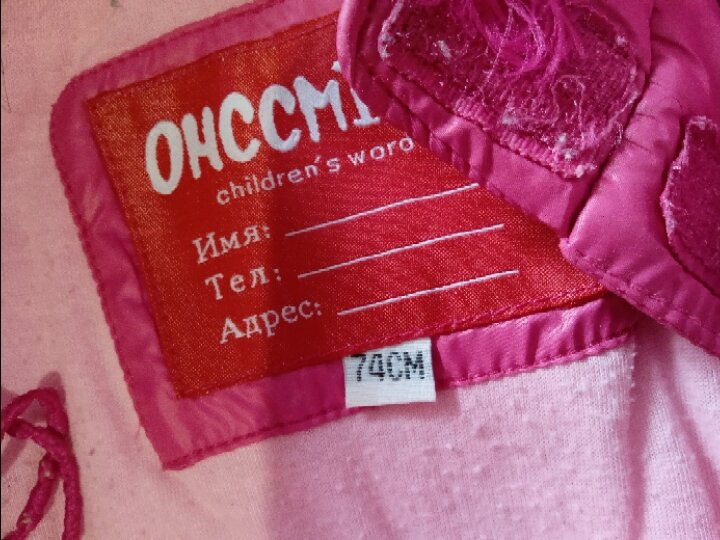 OHCCMI
children's word
Имя:
Тел:
Адрес:
74CM